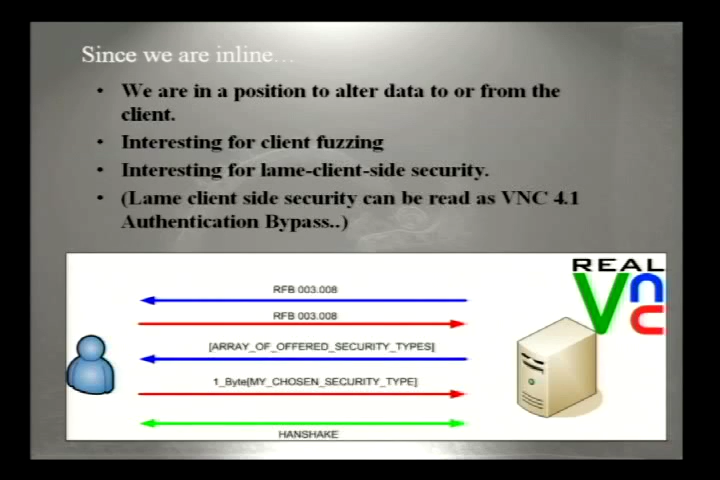 Since we are inline...
• We are in a position to alter data to or from the
client.
• Interesting for client fuzzing
• Interesting for lame-client-side security.
• (Lame client side security can be read as VNC 4.1
Authentication Bypass..)
REAL
Vnc
RFB 003.008
RFB 003.008
[ARRAY_OF_OFFERED_SECURITY_TYPES]
1_Byte[MY_CHOSEN_SECURITY_TYPE]
HANSHAKE